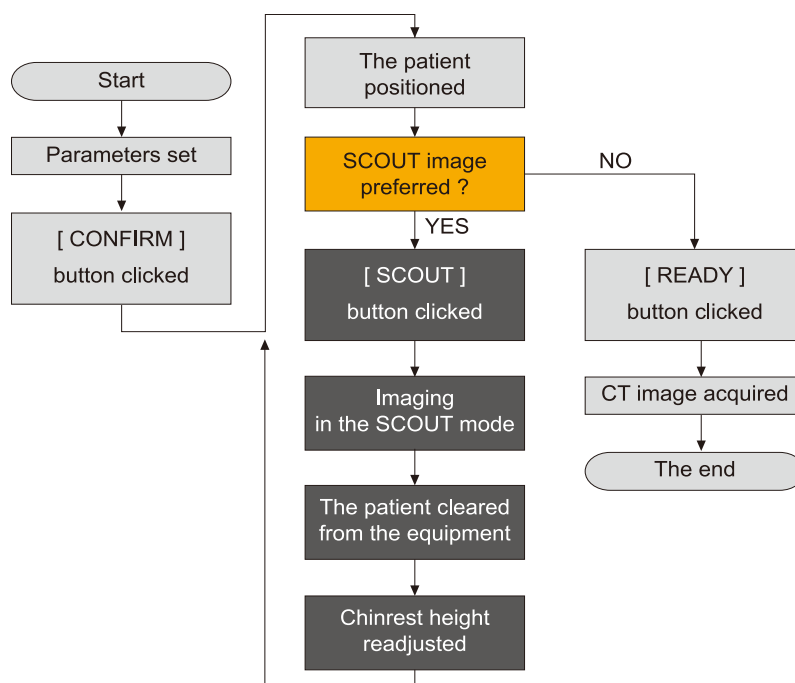 Start
Parameters set
[ CONFIRM ]
button clicked
The patient
positioned
SCOUT image
preferred ?
NO
YES
[ SCOUT ]
button clicked
Imaging
in the SCOUT mode
The patient cleared
from the equipment
Chinrest height
readjusted
[ READY ]
button clicked
CT image acquired
The end